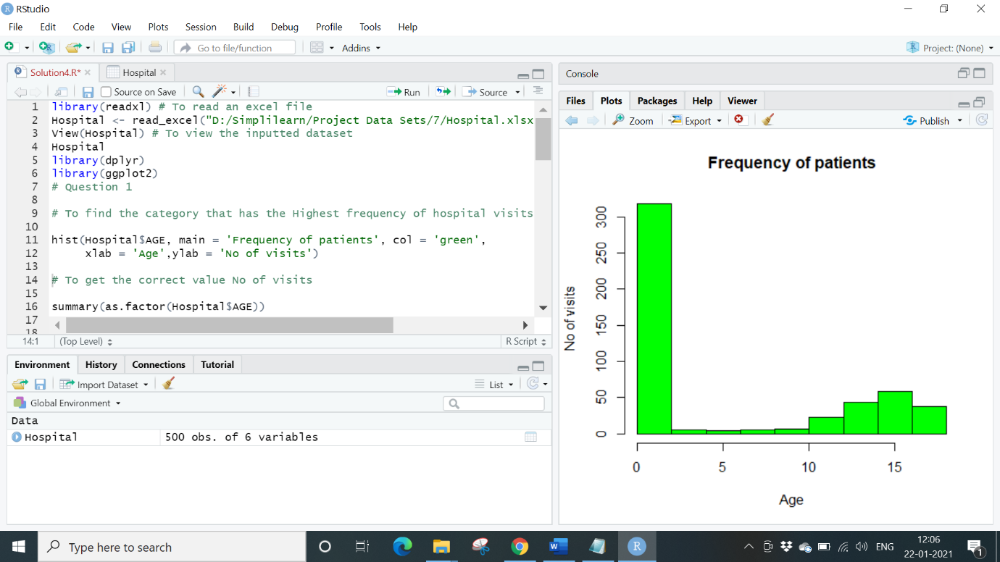 RStudio
File Edit Code View Plots Session Build Debug Profile Tools Help
Go to file/function Addins Project: (None)
Solution4.R* Hospital
Source on Save Run Source
1 library(readxl) # To read an excel file
2 Hospital <- read_excel("D:/Simplilearn/Project Data Sets/7/Hospital.xlsx
3 View(Hospital) # To view the inputted dataset
4 Hospital
5 library(dplyr)
6 library(ggplot2)
7 # Question 1
8
9 # To find the category that has the Highest frequency of hospital visits
10
11 hist(Hospital$AGE, main = 'Frequency of patients', col = 'green',
12 xlab = 'Age',ylab = 'No of visits')
13
14 # To get the correct value No of visits
15
16 summary(as.factor(Hospital$AGE))
17
18
14:1 (Top Level) R Script
Environment History Connections Tutorial
Import Dataset List
Global Environment
Data
Hospital 500 obs. of 6 variables
Console
Files Plots Packages Help Viewer
Zoom Export Publish
Frequency of patients
No of visits
300
250
200
150
100
50
0
0 5 10 15
Age
Type here to search
ENG
12:06
22-01-2021
1